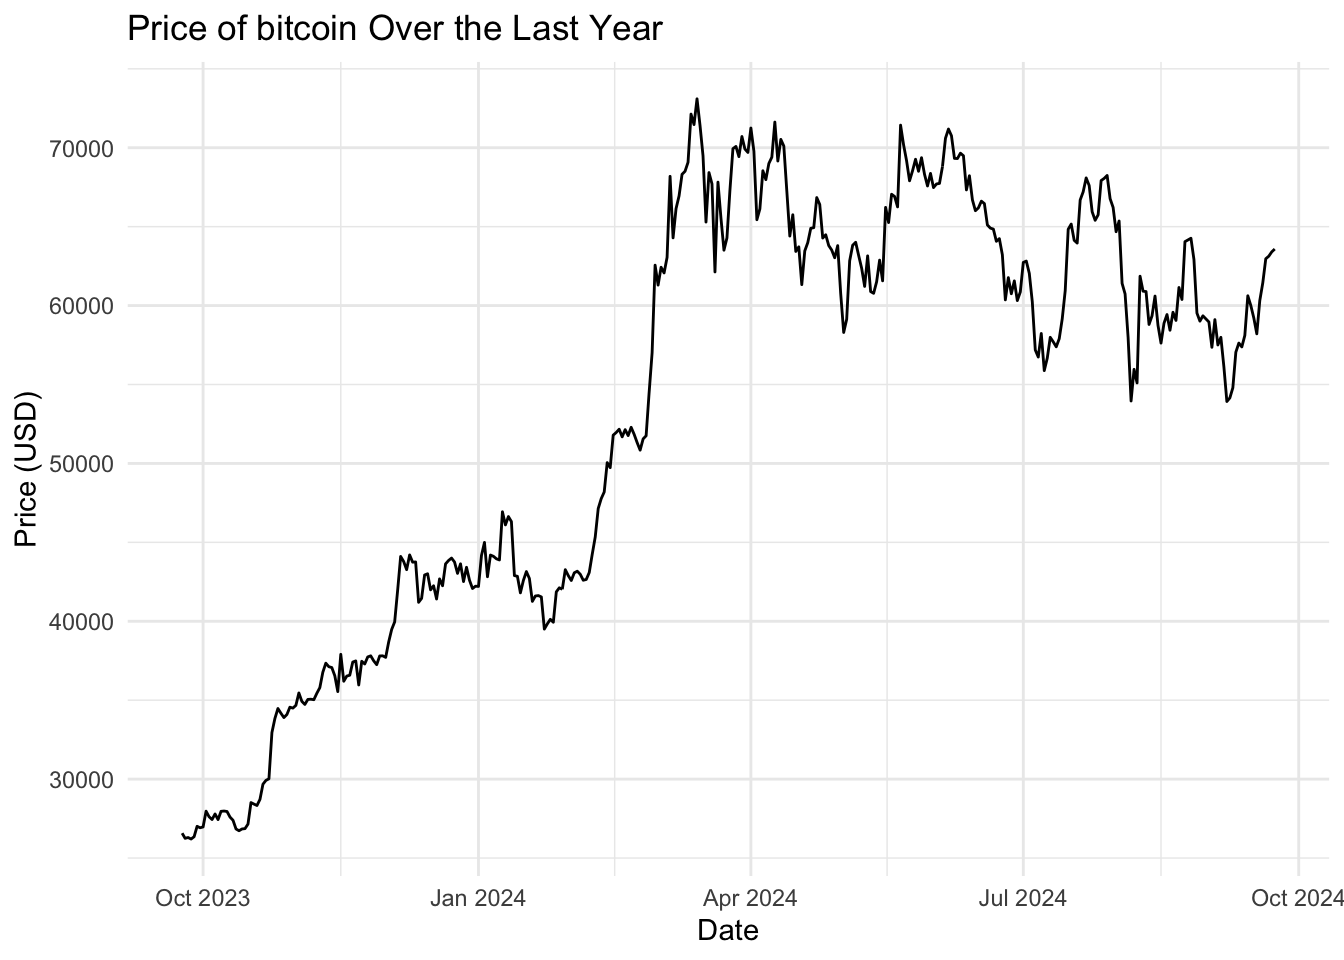 Price of bitcoin Over the Last Year
70000
60000
50000
40000
30000
Price (USD)
Oct 2023 Jan 2024 Apr 2024 Jul 2024 Oct 2024
Date